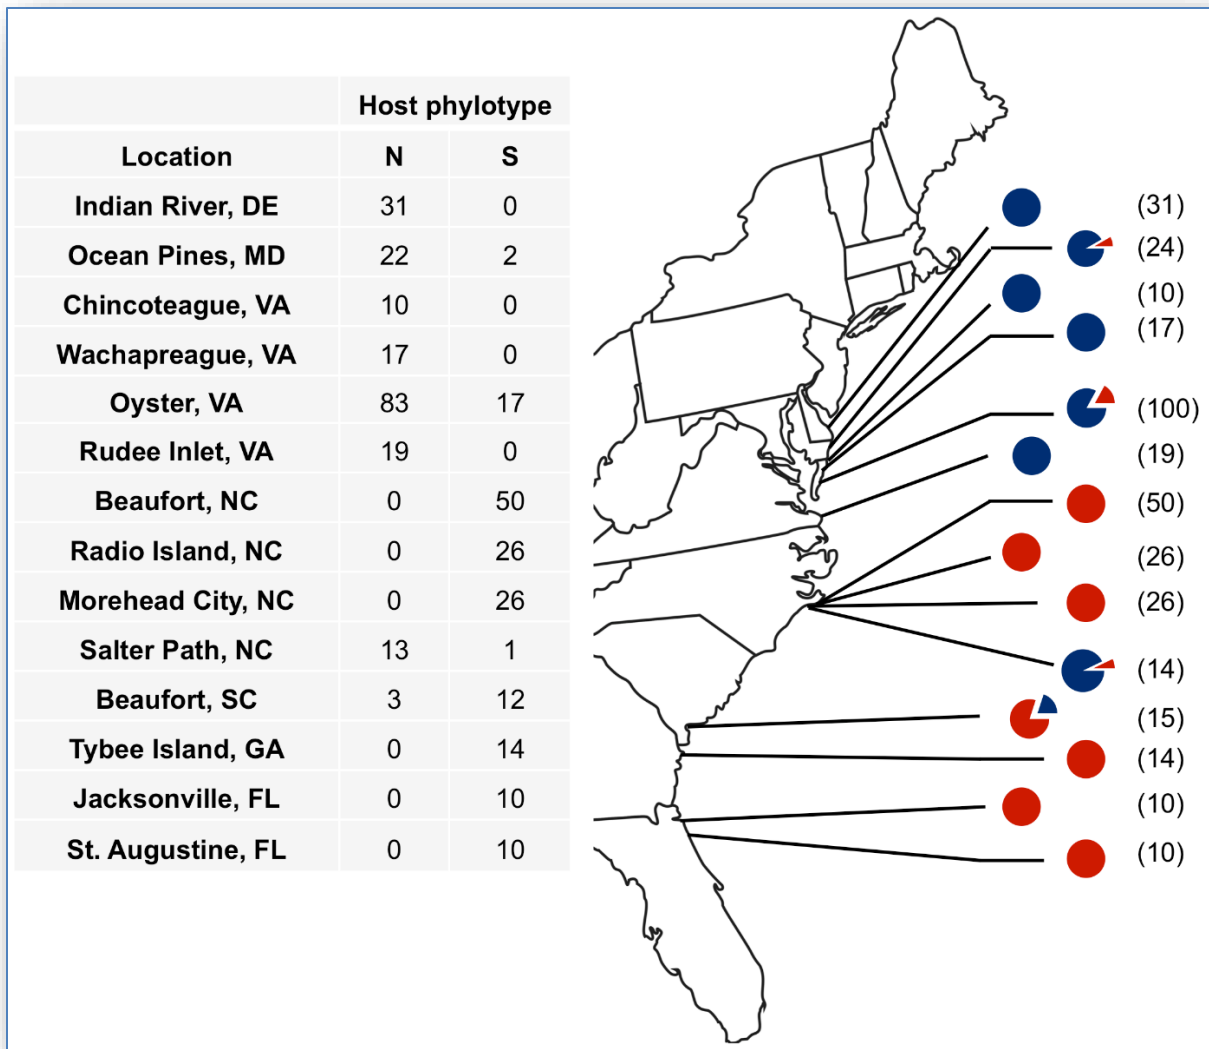 Host phylotype
Location N S
Indian River, DE 31 0
Ocean Pines, MD 22 2
Chincoteague, VA 10 0
Wachapreague, VA 17 0
Oyster, VA 83 17
Rudee Inlet, VA 19 0
Beaufort, NC 0 50
Radio Island, NC 0 26
Morehead City, NC 0 26
Salter Path, NC 13 1
Beaufort, SC 3 12
Tybee Island, GA 0 14
Jacksonville, FL 0 10
St. Augustine, FL 0 10
(31)
(24)
(10)
(17)
(100)
(19)
(50)
(26)
(26)
(14)
(15)
(14)
(10)
(10)